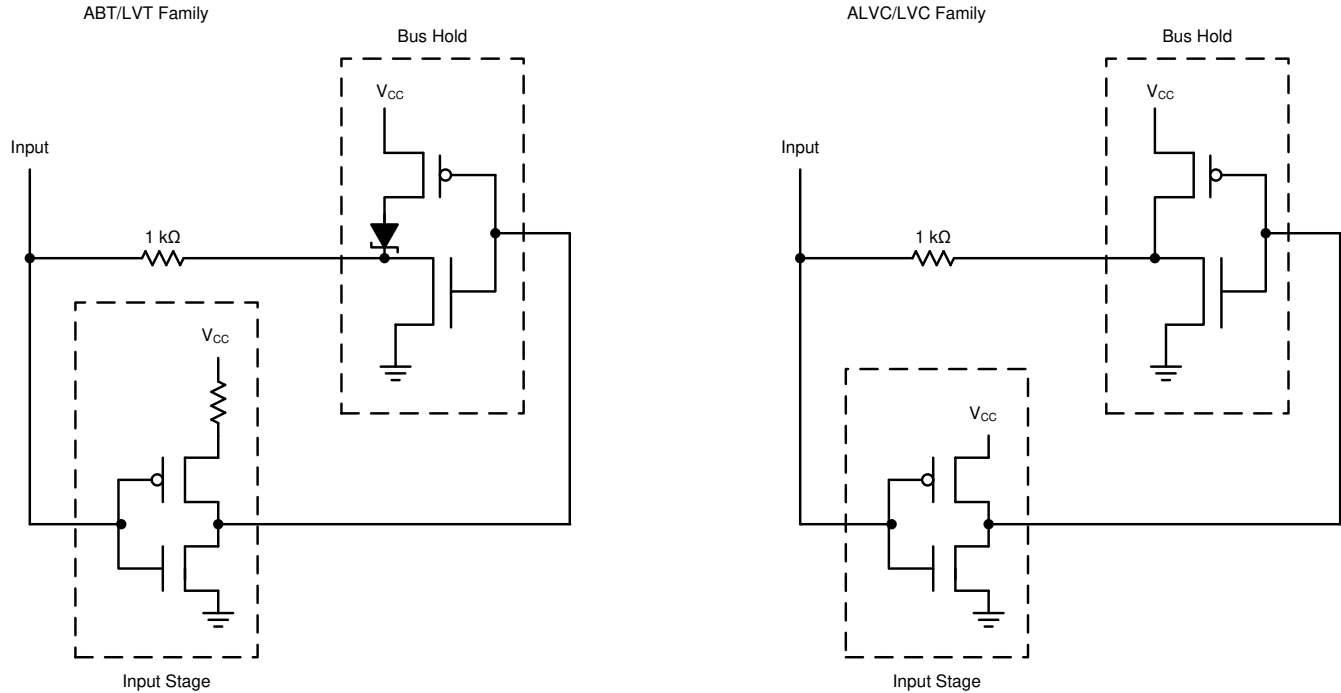 ABT/LVT Family
Bus Hold
VCC
Input
1 kΩ
VCC
Input Stage
ALVC/LVC Family
Bus Hold
VCC
Input
1 kΩ
VCC
Input Stage